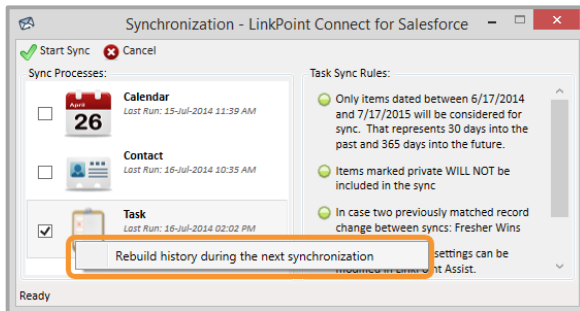 Synchronization - LinkPoint Connect for Salesforce
Start Sync Cancel
Sync Processes:
April
26
Calendar
Last Run: 15-Jul-2014 11:39 AM
Contact
Last Run: 16-Jul-2014 10:35 AM
Task
Last Run: 16-Jul-2014 02:02 PM
Rebuild history during the next synchronization
Task Sync Rules:
Only items dated between 6/17/2014
and 7/17/2015 will be considered for
sync. That represents 30 days into the
past and 365 days into the future.
Items marked private WILL NOT be
included in the sync
In case two previously matched record
change between syncs: Fresher Wins
settings can be
modified in LinkPoint Assist.
Ready